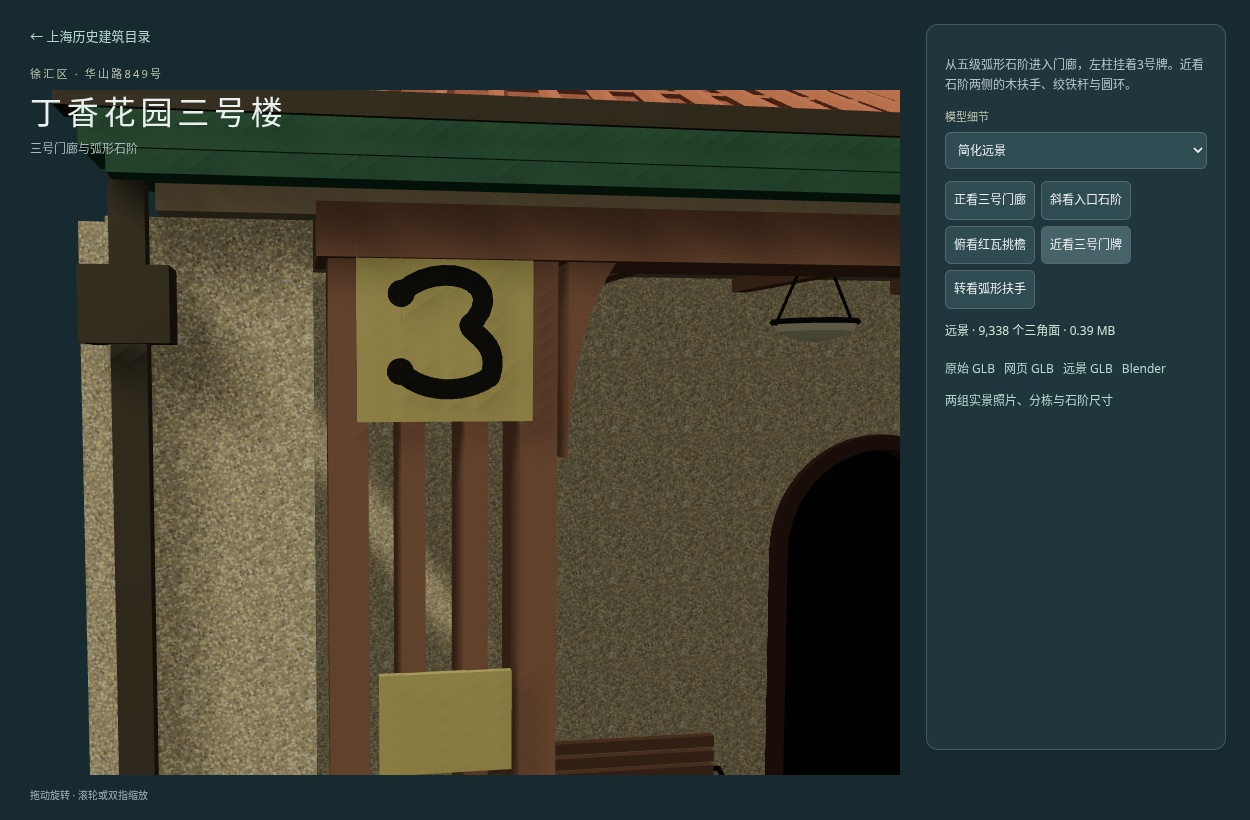 ← 上海历史建筑目录
徐汇区 · 华山路849号
丁香花园三号楼
三号门廊与弧形石阶
3
拖动旋转 · 滚轮或双指缩放
从五级弧形石阶进入门廊，左柱挂着3号牌。近看
石阶两侧的木扶手、绞铁杆与圆环。
模型细节
简化远景
正看三号门廊 斜看入口石阶
俯看红瓦挑檐 近看三号门牌
转看弧形扶手
远景 · 9,338 个三角面 · 0.39 MB
原始 GLB 网页 GLB 远景 GLB Blender
两组实景照片、分栋与石阶尺寸